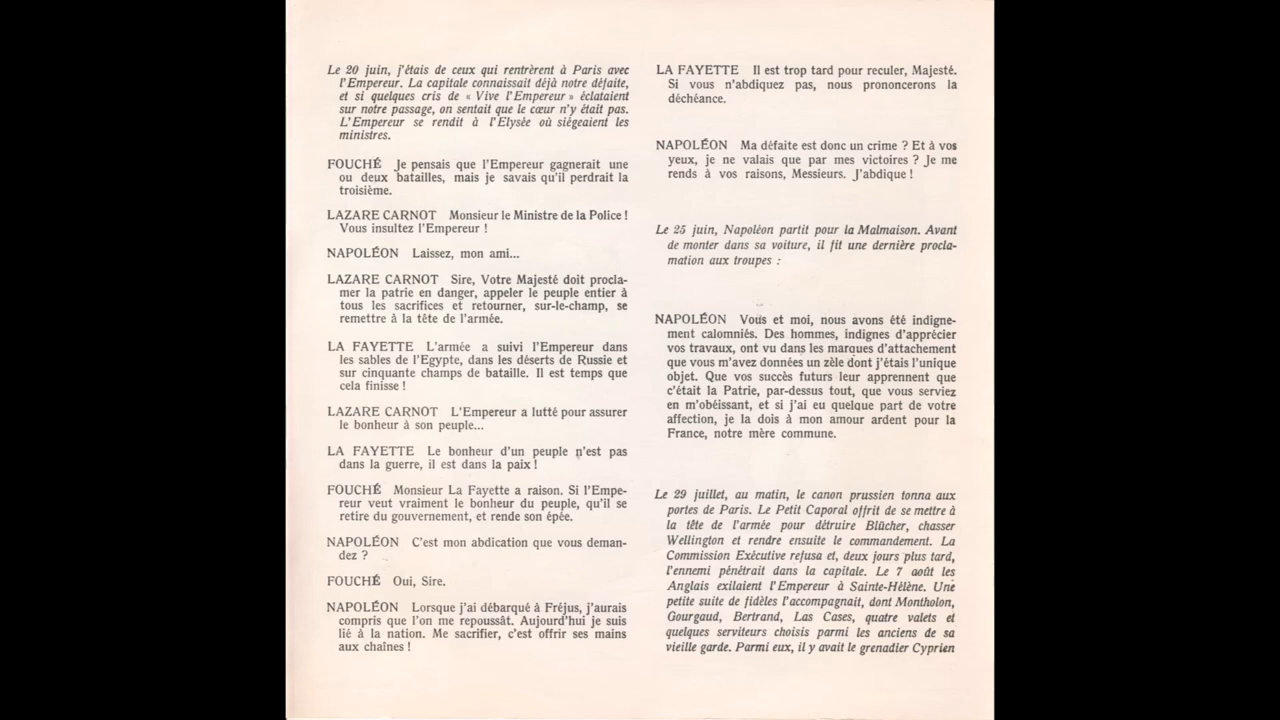 Le 20 juin, j'étais de ceux qui rentrèrent à Paris avec
l'Empereur. La capitale connaissait déjà notre défaite,
et si quelques cris de « Vive l'Empereur » éclataient
sur notre passage, on sentait que le cœur n'y était pas.
L'Empereur se rendit à l'Elysée où siégeaient les
ministres.
FOUCHÉ Je pensais que l'Empereur gagnerait une
ou deux batailles, mais je savais qu'il perdrait la
troisième.
LAZARE CARNOT Monsieur le Ministre de la Police !
Vous insultez l'Empereur !
NAPOLÉON Laissez, mon ami...
LAZARE CARNOT Sire, Votre Majesté doit procla-
mer la patrie en danger, appeler le peuple entier à
tous les sacrifices et retourner, sur-le-champ, se
remettre à la tête de l'armée.
LA FAYETTE L'armée a suivi l'Empereur dans
les sables de l'Egypte, dans les déserts de Russie et
sur cinquante champs de bataille. Il est temps que
cela finisse !
LAZARE CARNOT L'Empereur a lutté pour assurer
le bonheur à son peuple...
LA FAYETTE Le bonheur d'un peuple n'est pas
dans la guerre, il est dans la paix !
FOUCHÉ Monsieur La Fayette a raison. Si l'Empe-
reur veut vraiment le bonheur du peuple, qu'il se
retire du gouvernement, et rende son épée.
NAPOLÉON C'est mon abdication que vous deman-
dez ?
FOUCHÉ Oui, Sire.
NAPOLÉON Lorsque j'ai débarqué à Fréjus, j'aurais
compris que l'on me repoussât. Aujourd'hui je suis
lié à la nation. Me sacrifier, c'est offrir ses mains
aux chaînes !
LA FAYETTE Il est trop tard pour reculer, Majesté.
Si vous n'abdiquez pas, nous prononcerons la
déchéance.
NAPOLÉON Ma défaite est donc un crime ? Et à vos
yeux, je ne valais que par mes victoires ? Je me
rends à vos raisons, Messieurs. J'abdique !
Le 25 juin, Napoléon partit pour la Malmaison. Avant
de monter dans sa voiture, il fit une dernière procla-
mation aux troupes :
NAPOLÉON Vous et moi, nous avons été indigne-
ment calomniés. Des hommes, indignes d'apprécier
vos travaux, ont vu dans les marques d'attachement
que vous m'avez données un zèle dont j'étais l'unique
objet. Que vos succès futurs leur apprennent que
c'était la Patrie, par-dessus tout, que vous serviez
en m'obéissant, et si j'ai eu quelque part de votre
affection, je la dois à mon amour ardent pour la
France, notre mère commune.
Le 29 juillet, au matin, le canon prussien tonna aux
portes de Paris. Le Petit Caporal offrit de se mettre à
la tête de l'armée pour détruire Blücher, chasser
Wellington et rendre ensuite le commandement. La
Commission Exécutive refusa et, deux jours plus tard,
l'ennemi pénétrait dans la capitale. Le 7 août les
Anglais exilaient l'Empereur à Sainte-Hélène. Une
petite suite de fidèles l'accompagnait, dont Montholon,
Gourgaud, Bertrand, Las Cases, quatre valets et
quelques serviteurs choisis parmi les anciens de sa
vieille garde. Parmi eux, il y avait le grenadier Cyprien